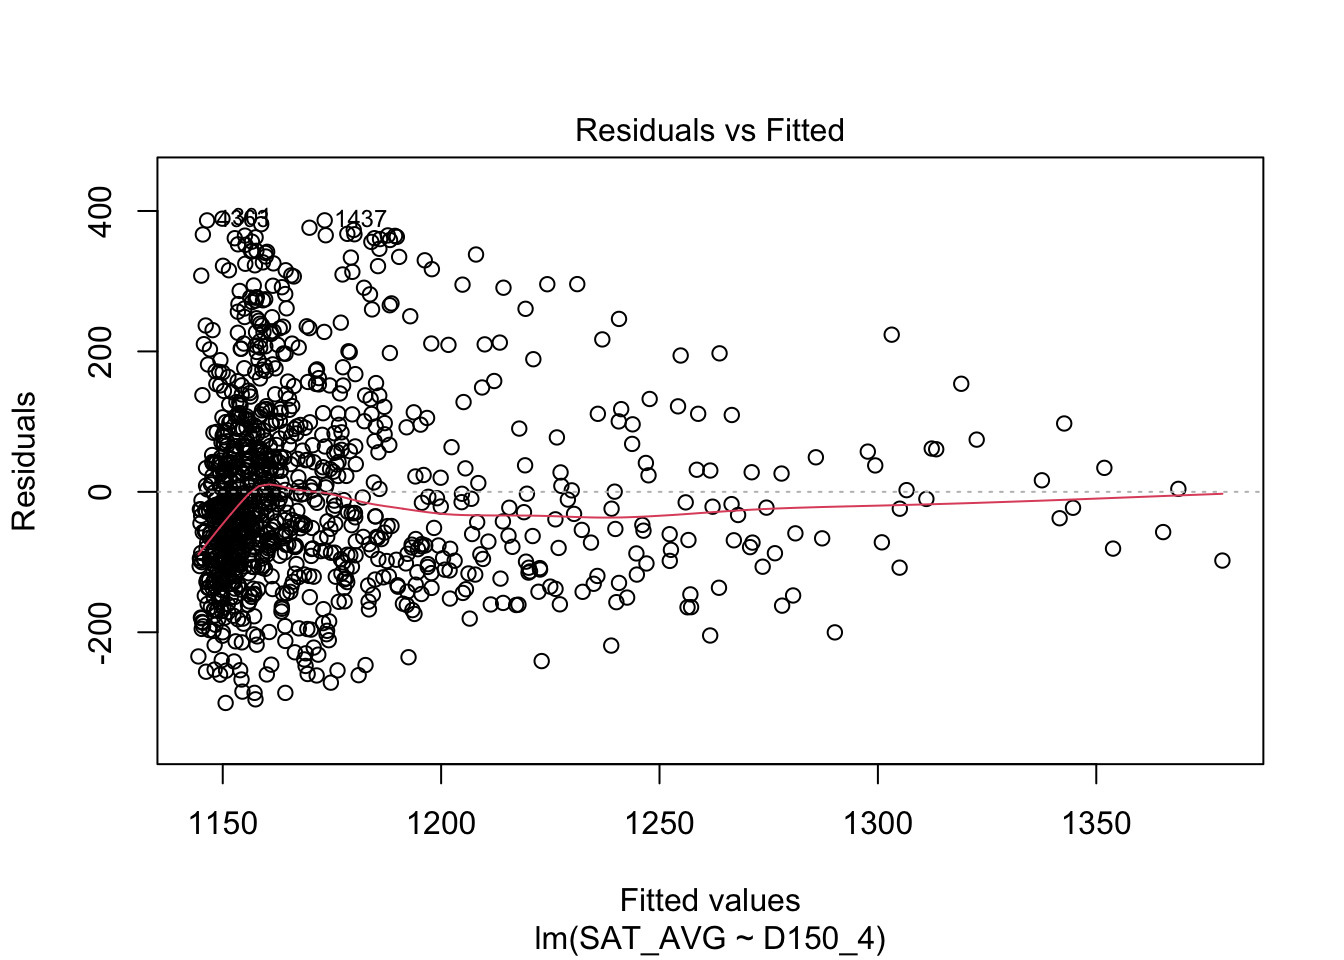 Residuals vs Fitted
Residuals
400
200
0
-200
1437
1150 1200 1250 1300 1350
Fitted values
lm(SAT_AVG ~ D150_4)